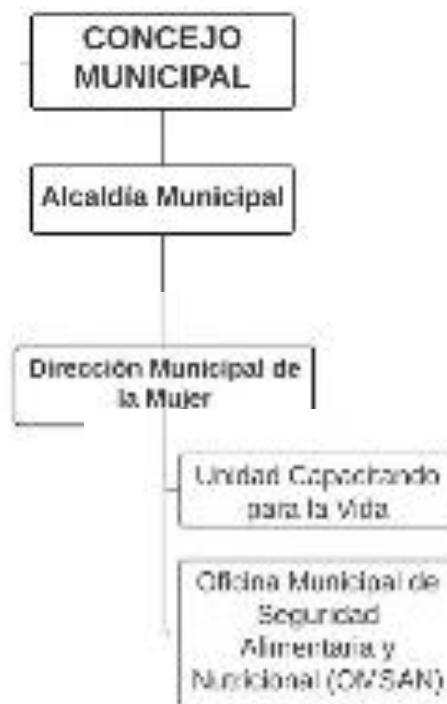 CONCEJO
MUNICIPAL
Alcaldía Municipal
Dirección Municipal de
la Mujer
Unidad Capacitando
para la Vida
Oficina Municipal de
Seguridad
Alimentaria y
Nutricional (OMSAN)